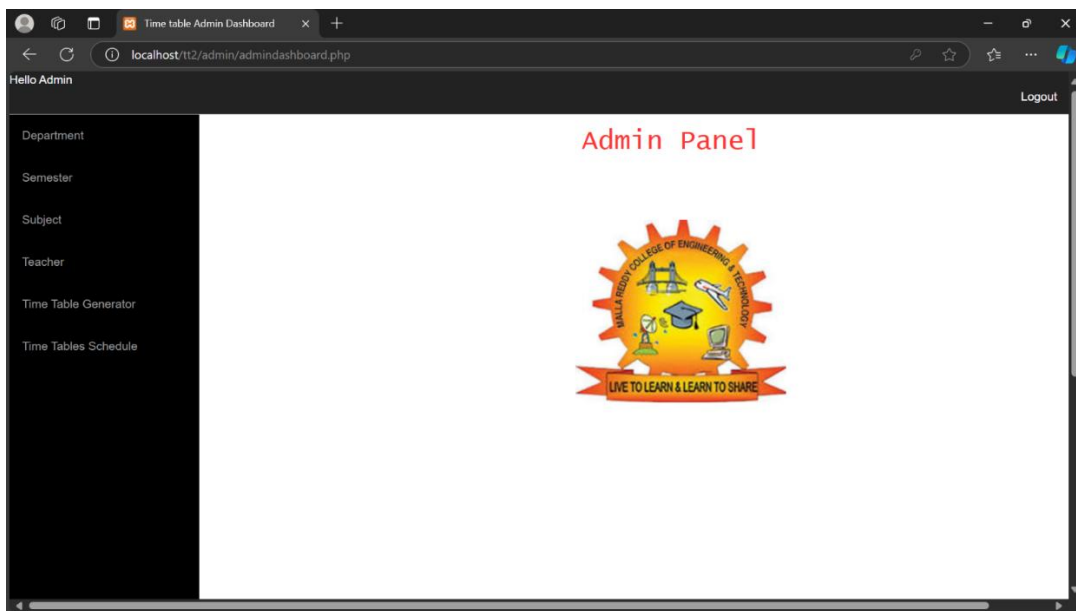 Time table Admin Dashboard
localhost/tt2/admin/admindashboard.php
Hello Admin
Logout
Department
Semester
Subject
Teacher
Time Table Generator
Time Tables Schedule
Admin Panel
MALLA REDDY COLLEGE OF ENGINEERING & TECHNOLOGY
LIVE TO LEARN & LEARN TO SHARE